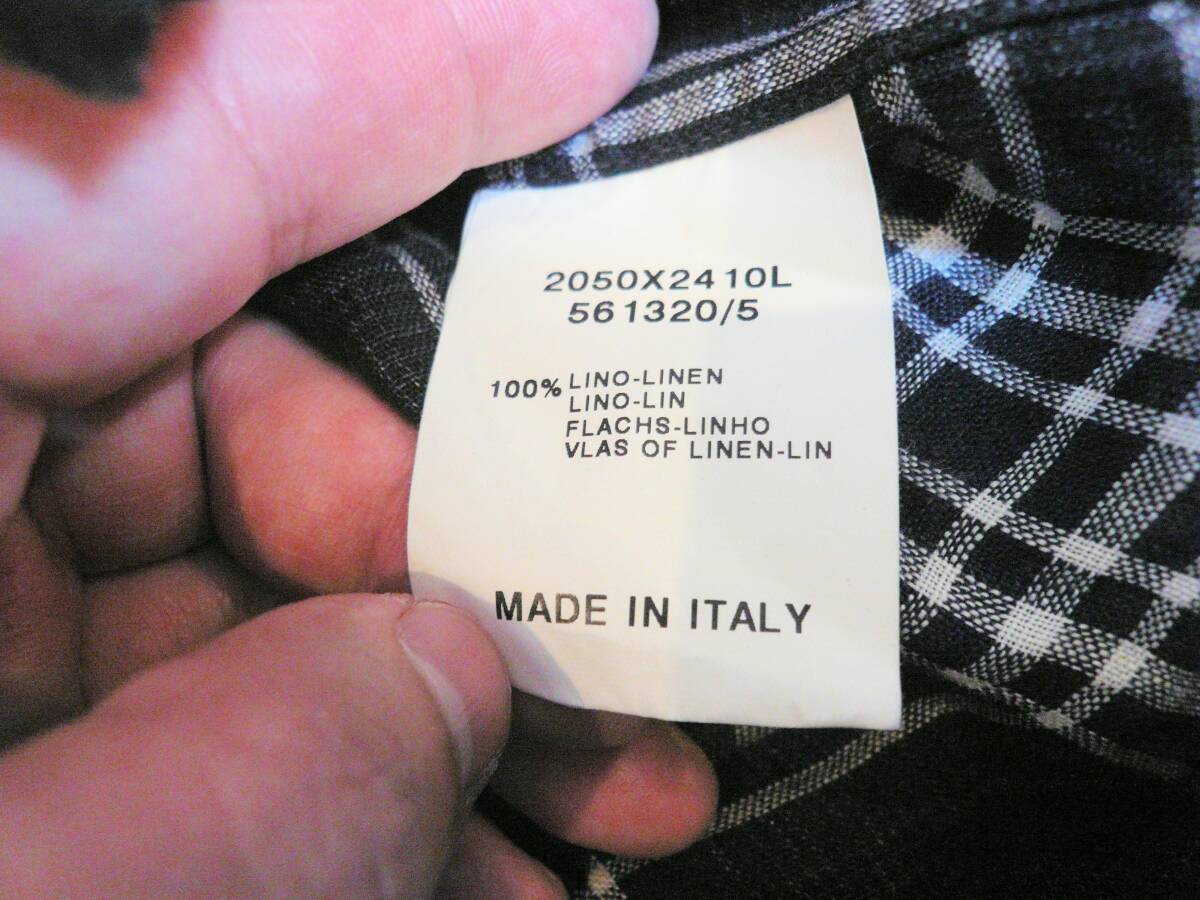 2050X2410L
561320/5
100% LINO-LINEN
LINO-LIN
FLACHS-LINHO
VLAS OF LINEN-LIN
MADE IN ITALY